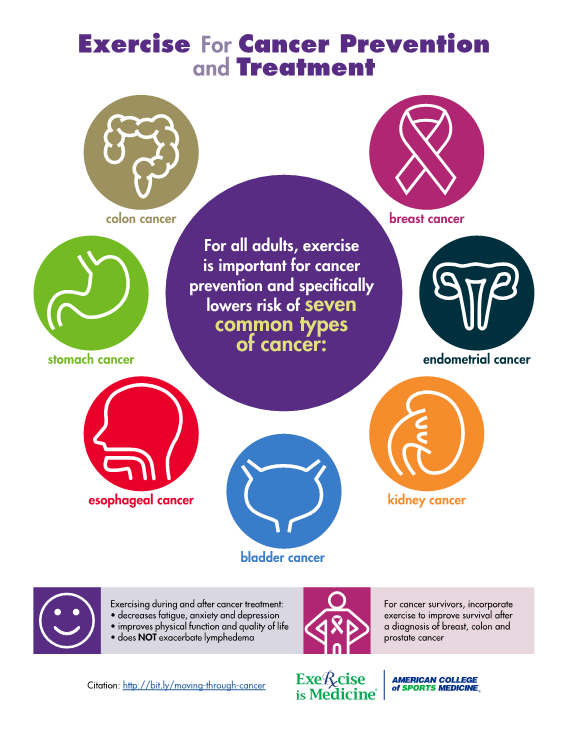 Exercise For Cancer Prevention
and Treatment
colon cancer
breast cancer
For all adults, exercise
is important for cancer
prevention and specifically
lowers risk of seven
common types
of cancer:
stomach cancer
endometrial cancer
esophageal cancer
kidney cancer
bladder cancer
Exercising during and after cancer treatment:
• decreases fatigue, anxiety and depression
• improves physical function and quality of life
• does NOT exacerbate lymphedema
For cancer survivors, incorporate
exercise to improve survival after
a diagnosis of breast, colon and
prostate cancer
Citation: http://bit.ly/moving-through-cancer
ExeRxcise
is Medicine®
AMERICAN COLLEGE
of SPORTS MEDICINE®